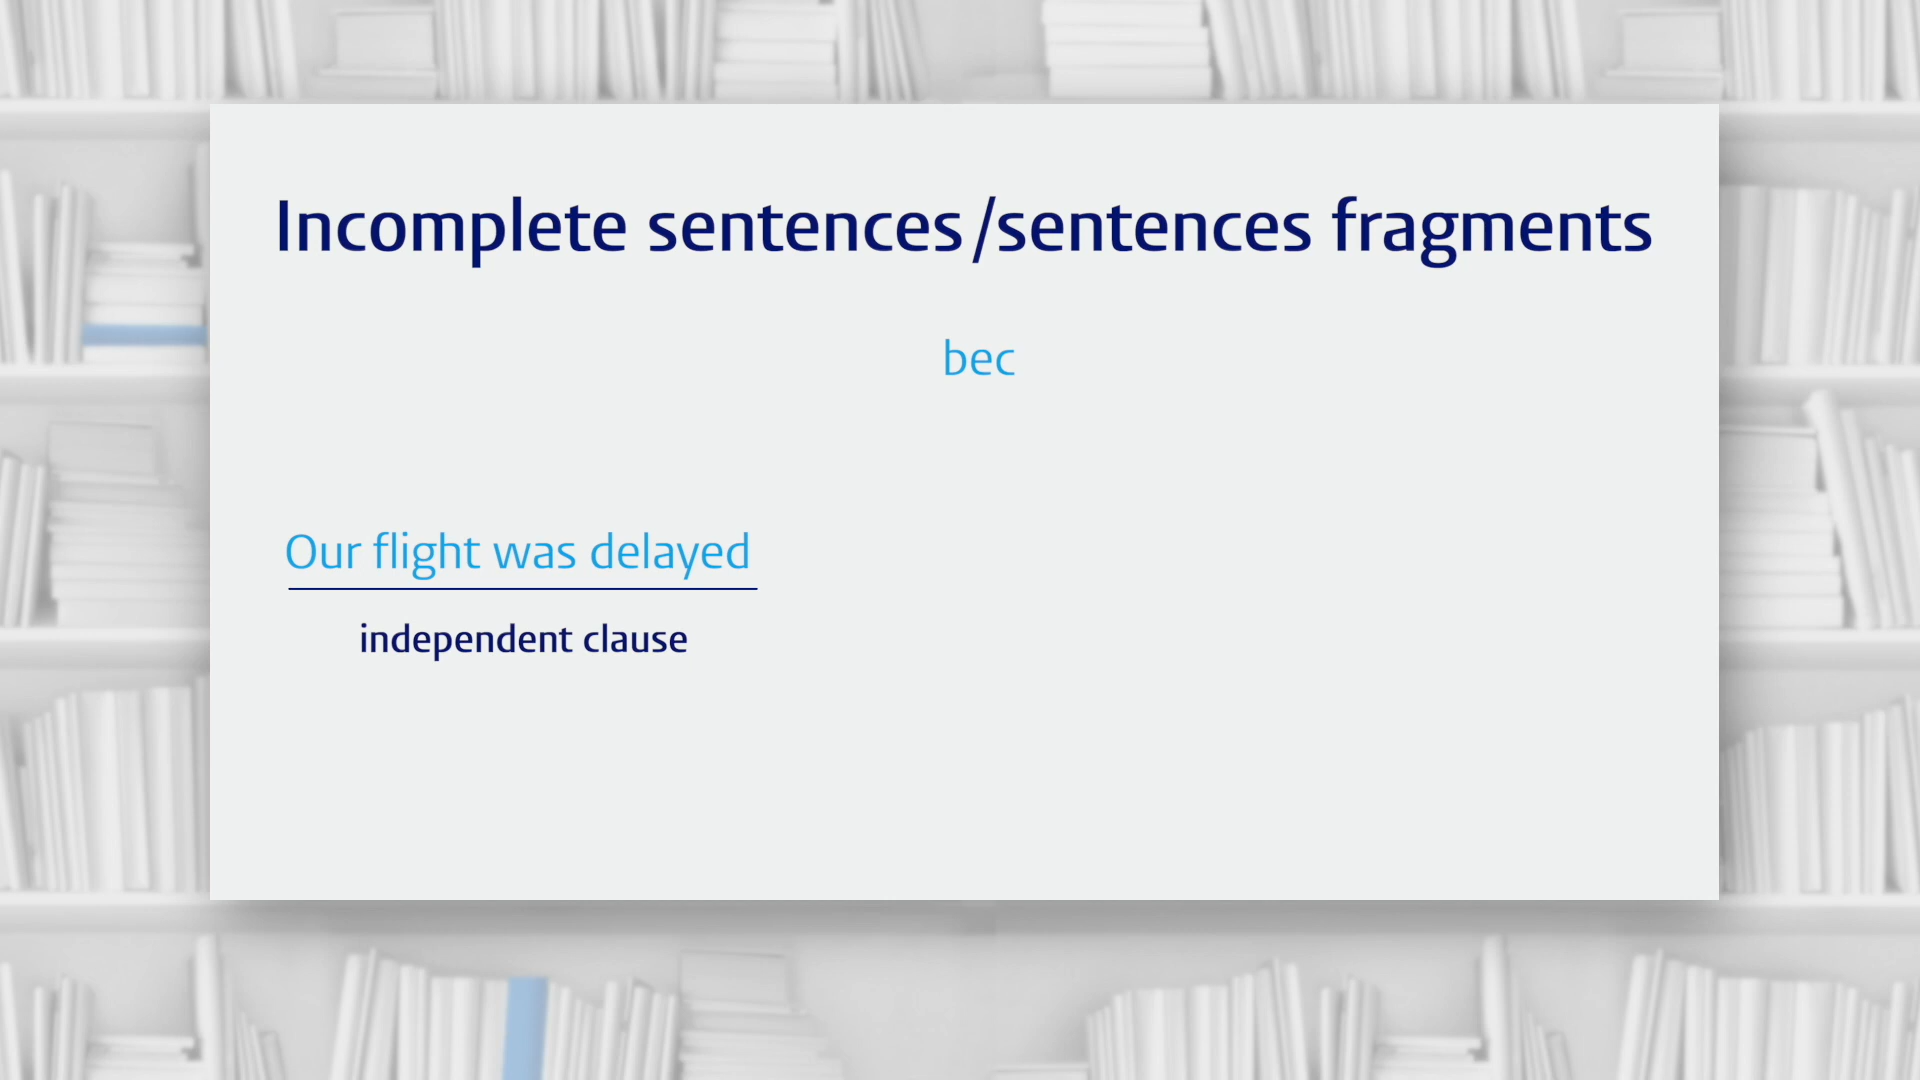 Incomplete sentences/sentences fragments
bec
Our flight was delayed
independent clause